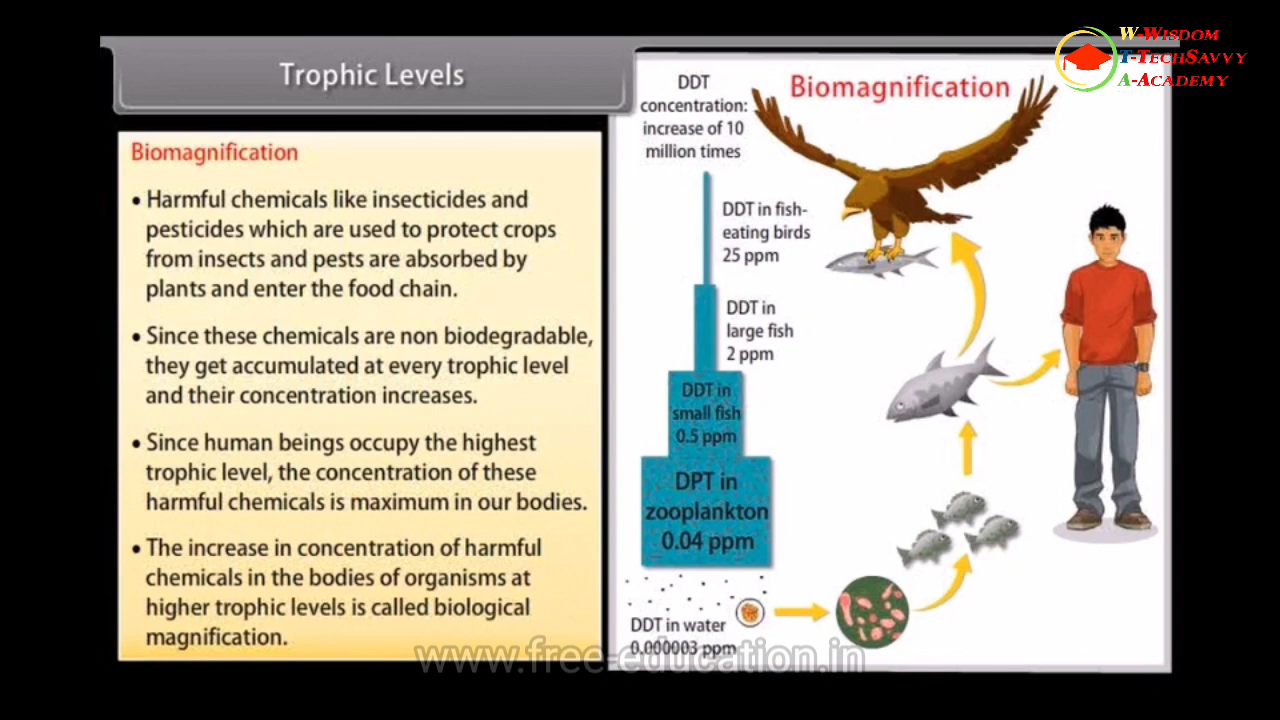 Trophic Levels
W-Wisdom
T-TechSavvy
A-Academy
Biomagnification
• Harmful chemicals like insecticides and
pesticides which are used to protect crops
from insects and pests are absorbed by
plants and enter the food chain.
• Since these chemicals are non biodegradable,
they get accumulated at every trophic level
and their concentration increases.
• Since human beings occupy the highest
trophic level, the concentration of these
harmful chemicals is maximum in our bodies.
• The increase in concentration of harmful
chemicals in the bodies of organisms at
higher trophic levels is called biological
magnification.
Biomagnification
DDT
concentration:
increase of 10
million times
DDT in fish-
eating birds
25 ppm
DDT in
large fish
2 ppm
DDT in
small fish
0.5 ppm
DPT in
zooplankton
0.04 ppm
DDT in water
0.000003 ppm
www.free-education.in